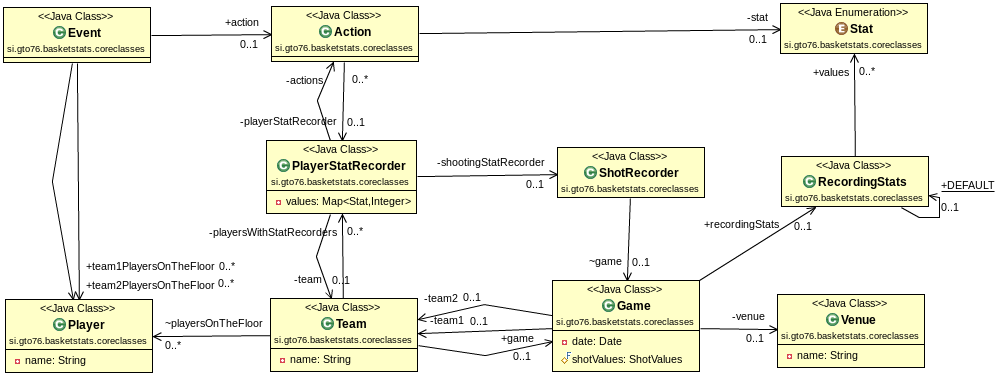 <<Java Class>>
Event
si.gto76.basketstats.coreclasses
+action
0..1
<<Java Class>>
Action
si.gto76.basketstats.coreclasses
-stat
0..1
<<Java Enumeration>>
Stat
si.gto76.basketstats.coreclasses
-actions
0..*
-playerStatRecorder
0..1
+values
0..*
<<Java Class>>
PlayerStatRecorder
si.gto76.basketstats.coreclasses
values: Map<Stat,Integer>
-shootingStatRecorder
0..1
<<Java Class>>
ShotRecorder
si.gto76.basketstats.coreclasses
<<Java Class>>
RecordingStats
si.gto76.basketstats.coreclasses
+DEFAULT
0..1
-playersWithStatRecorders
0..*
+recordingStats
0..1
+team1PlayersOnTheFloor 0..*
+team2PlayersOnTheFloor 0..*
-team
0..1
~game
0..1
<<Java Class>>
Player
si.gto76.basketstats.coreclasses
name: String
~playersOnTheFloor
0..*
<<Java Class>>
Team
si.gto76.basketstats.coreclasses
name: String
-team2 0..1
-team1 0..1
+game
0..1
<<Java Class>>
Game
si.gto76.basketstats.coreclasses
date: Date
F
shotValues: ShotValues
-venue
0..1
<<Java Class>>
Venue
si.gto76.basketstats.coreclasses
name: String